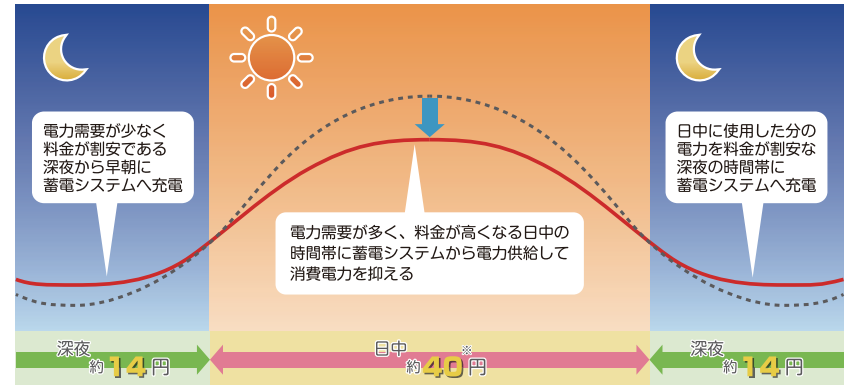 電力需要が少なく
料金が割安である
深夜から早朝に
蓄電システムへ充電
電力需要が多く、料金が高くなる日中の
時間帯に蓄電システムから電力供給して
消費電力を抑える
日中に使用した分の
電力を料金が割安な
深夜の時間帯に
蓄電システムへ充電
深夜
約14円
日中
約40円※
深夜
約14円